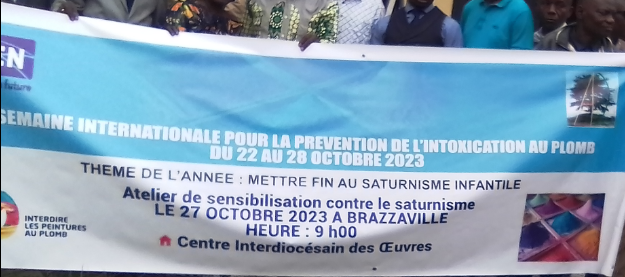 EN
future
SEMAINE INTERNATIONALE POUR LA PREVENTION DE L'INTOXICATION AU PLOMB
DU 22 AU 28 OCTOBRE 2023
THEME DE L'ANNEE : METTRE FIN AU SATURNISME INFANTILE
Atelier de sensibilisation contre le saturnisme
LE 27 OCTOBRE 2023 A BRAZZAVILLE
HEURE : 9 h00
Centre Interdiocésain des Œuvres
INTERDIRE
LES PEINTURES
AU PLOMB